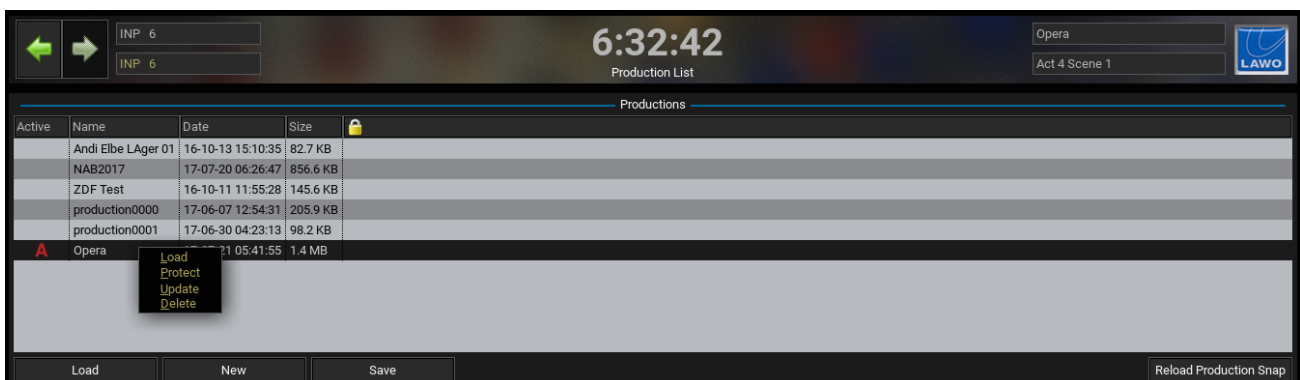 INP 6
INP 6
6:32:42
Production List
Opera
Act 4 Scene 1
LAWO
Productions
Active Name Date Size
Andi Elbe LAger 01 16-10-13 15:10:35 82.7 KB
NAB2017 17-07-20 06:26:47 856.6 KB
ZDF Test 16-10-11 11:55:28 145.6 KB
production0000 17-06-07 12:54:31 205.9 KB
production0001 17-06-30 04:23:13 98.2 KB
A Opera 05:41:55 1.4 MB
Load
Protect
Update
Delete
Load New Save Reload Production Snap